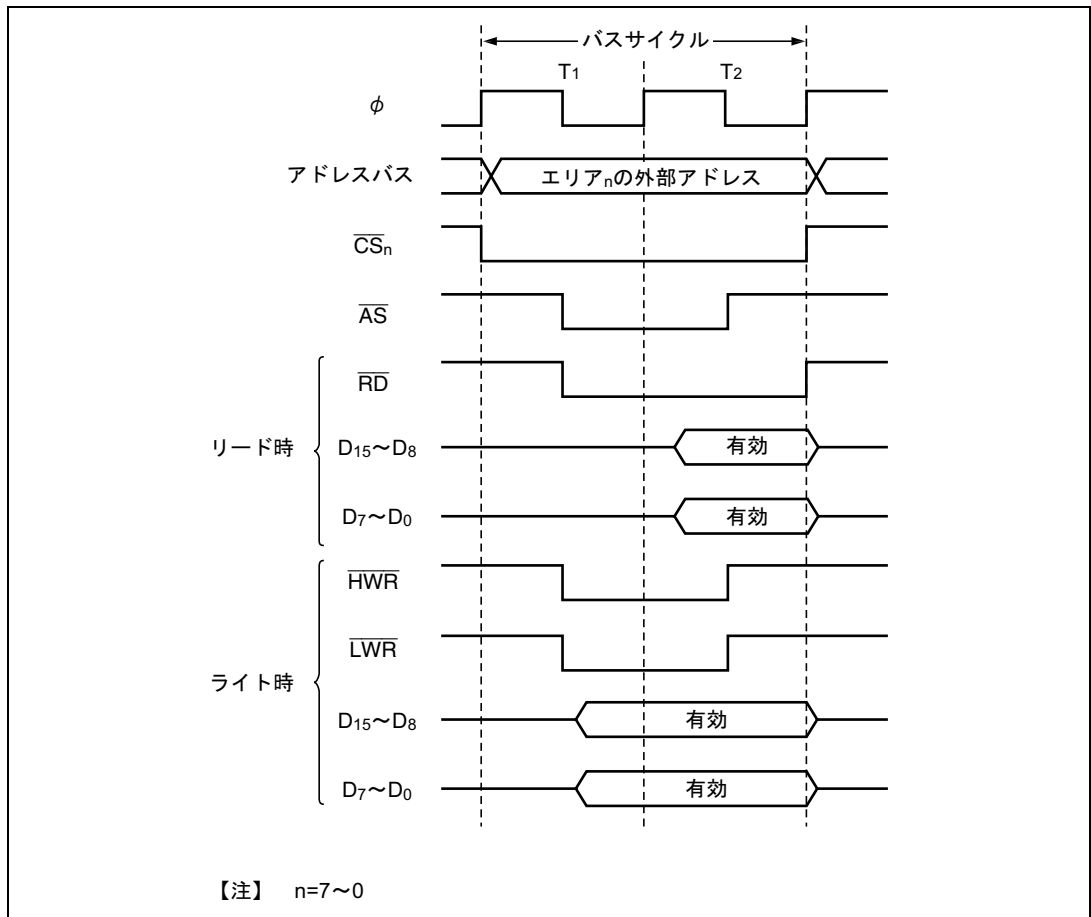 バスサイクル
T1 T2
φ
アドレスバス エリアnの外部アドレス
CSn
AS
RD
リード時 D15～D8 有効
D7～D0 有効
HWR
LWR
ライト時
D15～D8 有効
D7～D0 有効
【注】 n=7～0